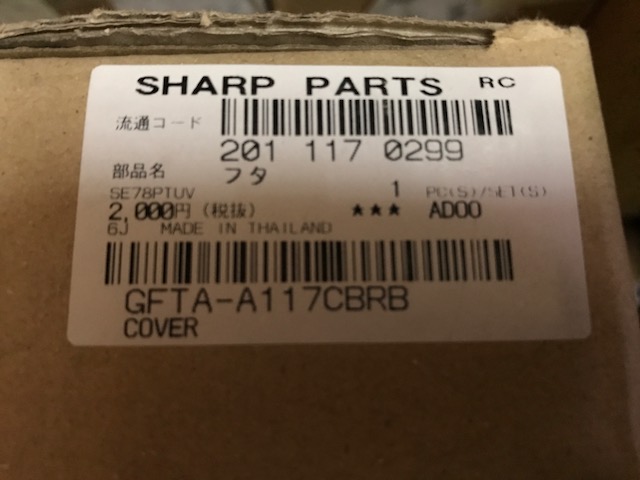 SHARP PARTS RC
流通コード
201 117 0299
部品名 フタ
SE78PTUV 1 PC(S)/SET(S)
2,000円 (税抜) ★★★ AD00
6J MADE IN THAILAND
GFTA-A117CBRB
COVER